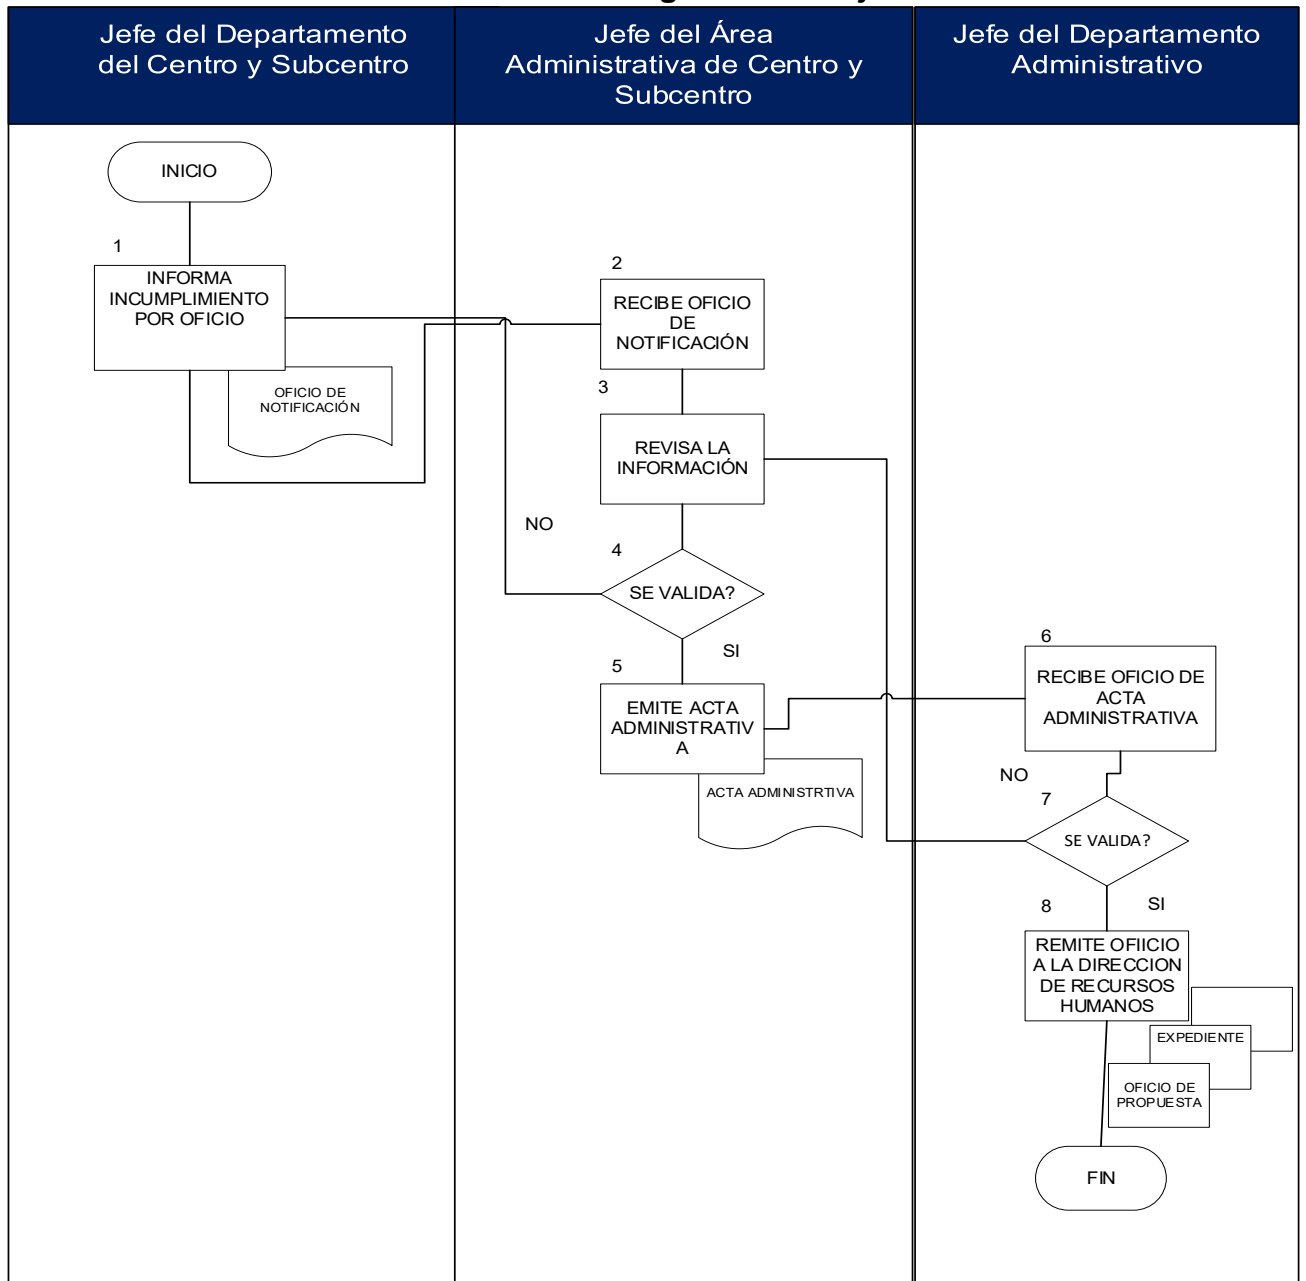 Jefe del Departamento
del Centro y Subcentro
Jefe del Área
Administrativa de Centro y
Subcentro
Jefe del Departamento
Administrativo
INICIO
1
INFORMA
INCUMPLIMIENTO
POR OFICIO
OFICIO DE
NOTIFICACIÓN
2
RECIBE OFICIO
DE
NOTIFICACIÓN
3
REVISA LA
INFORMACIÓN
NO
4
SE VALIDA?
SI
5
EMITE ACTA
ADMINISTRATIV
A
ACTA ADMINISTRTIVA
6
RECIBE OFICIO DE
ACTA
ADMINISTRATIVA
NO
7
SE VALIDA?
SI
8
REMITE OFIICIO
A LA DIRECCION
DE RECURSOS
HUMANOS
EXPEDIENTE
OFICIO DE
PROPUESTA
FIN